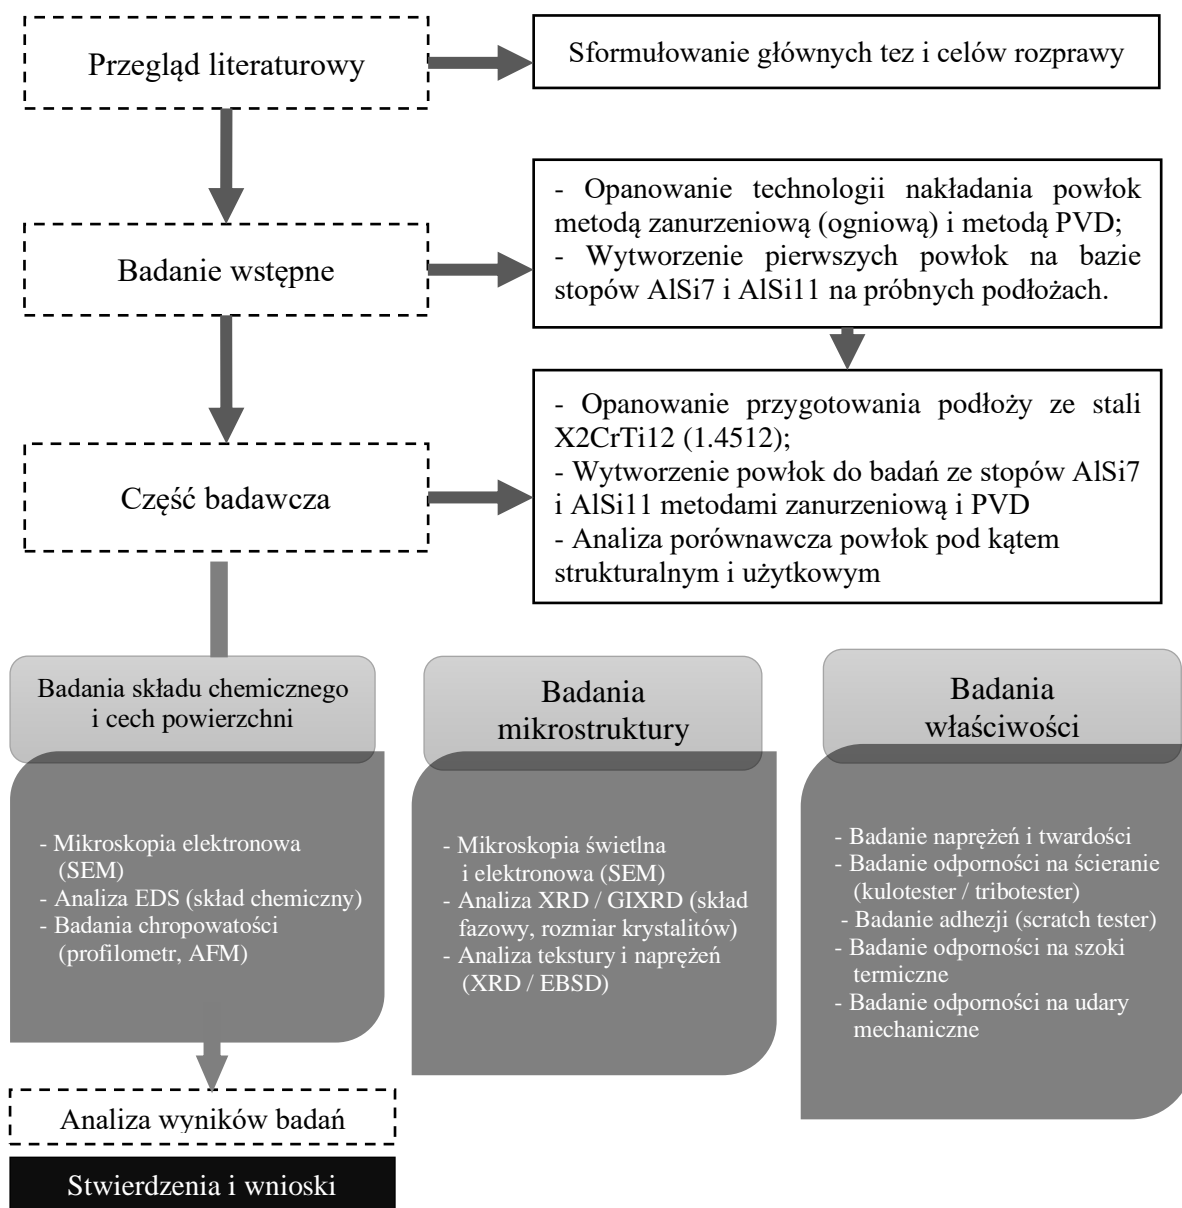 Przegląd literaturowy
Sformułowanie głównych tez i celów rozprawy
Badanie wstępne
- Opanowanie technologii nakładania powłok
metodą zanurzeniową (ogniową) i metodą PVD;
- Wytworzenie pierwszych powłok na bazie
stopów AlSi7 i AlSi11 na próbnych podłożach.
Część badawcza
- Opanowanie przygotowania podłoży ze stali
X2CrTi12 (1.4512);
- Wytworzenie powłok do badań ze stopów AlSi7
i AlSi11 metodami zanurzeniową i PVD
- Analiza porównawcza powłok pod kątem
strukturalnym i użytkowym
Badania składu chemicznego
i cech powierzchni
- Mikroskopia elektronowa
(SEM)
- Analiza EDS (skład chemiczny)
- Badania chropowatości
(profilometr, AFM)
Badania
mikrostruktury
- Mikroskopia świetlna
i elektronowa (SEM)
- Analiza XRD / GIXRD (skład
fazowy, rozmiar krystalitów)
- Analiza tekstury i naprężeń
(XRD / EBSD)
Badania
właściwości
- Badanie naprężeń i twardości
- Badanie odporności na ścieranie
(kulotester / tribotester)
- Badanie adhezji (scratch tester)
- Badanie odporności na szoki
termiczne
- Badanie odporności na udary
mechaniczne
Analiza wyników badań
Stwierdzenia i wnioski